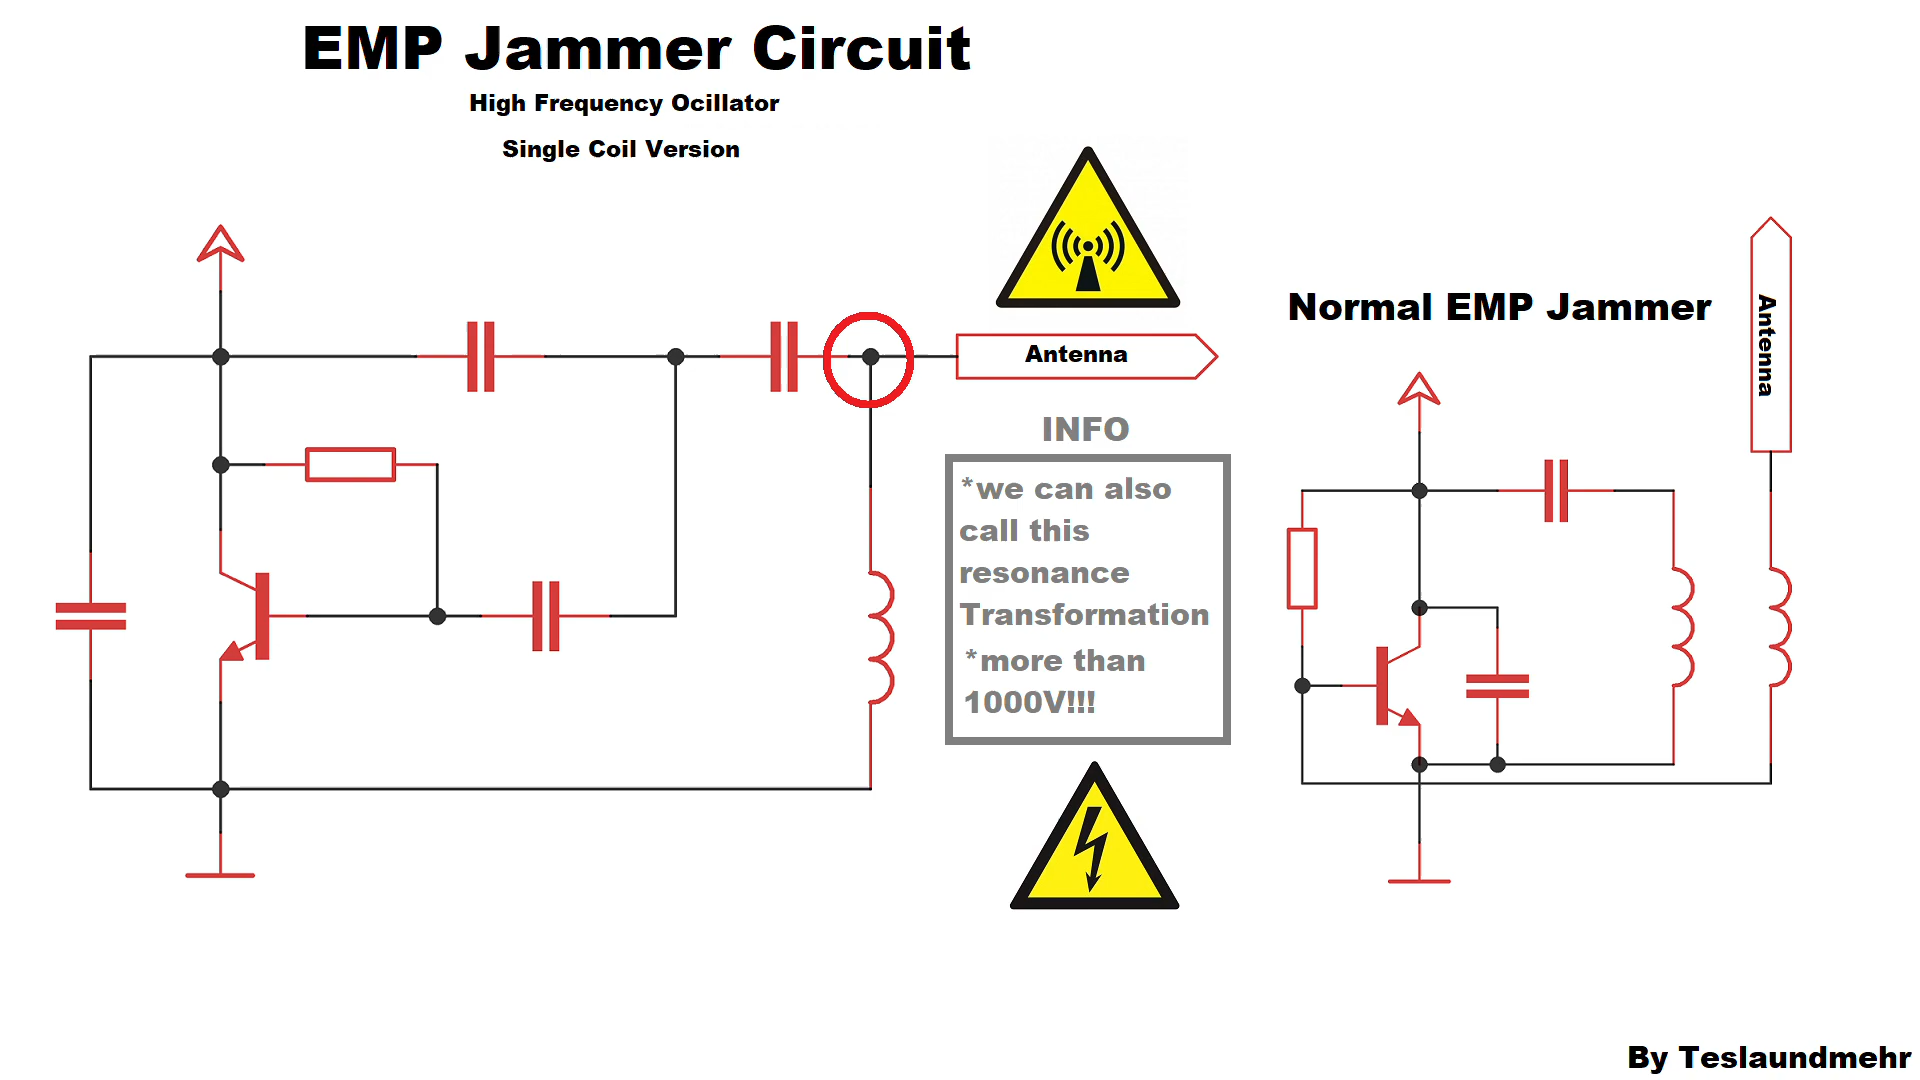 EMP Jammer Circuit
High Frequency Ocillator
Single Coil Version
Antenna
INFO
*we can also
call this
resonance
Transformation
*more than
1000V!!!
Normal EMP Jammer
Antenna
By Teslaundmehr